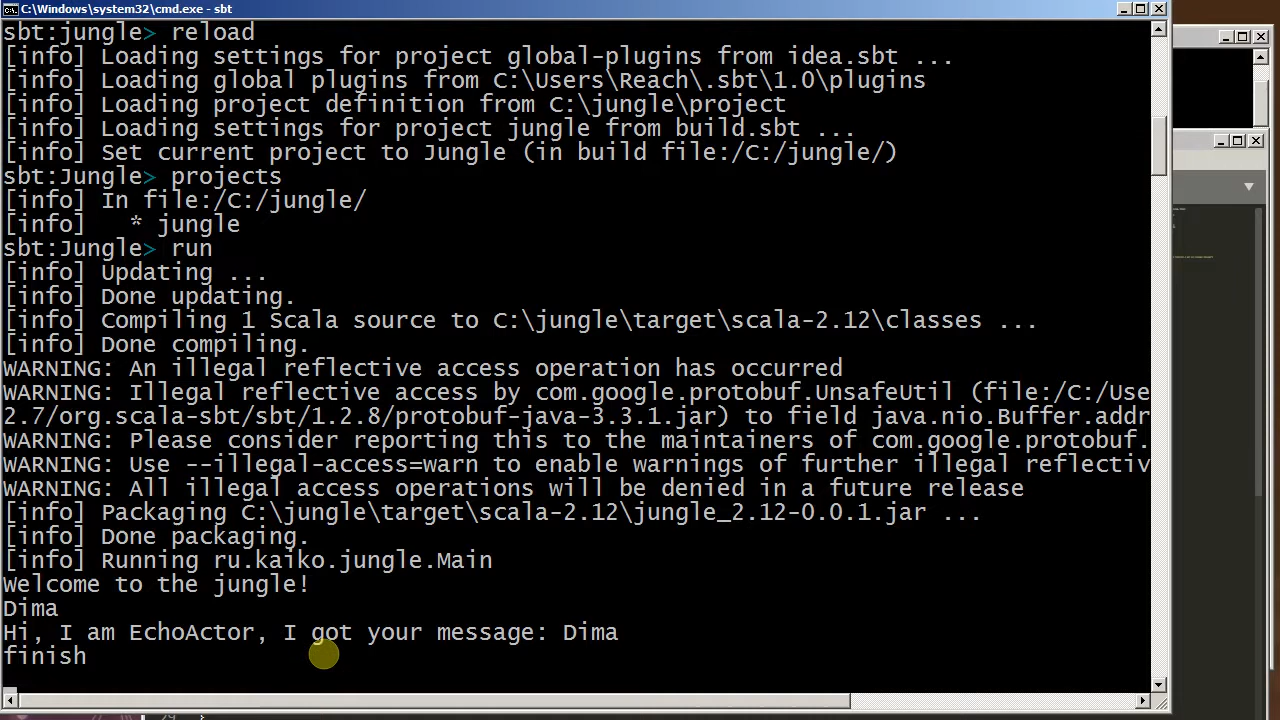 C:\Windows\system32\cmd.exe - sbt
sbt:jungle> reload
[info] Loading settings for project global-plugins from idea.sbt ...
[info] Loading global plugins from C:\Users\Reach\.sbt\1.0\plugins
[info] Loading project definition from C:\jungle\project
[info] Loading settings for project jungle from build.sbt ...
[info] Set current project to Jungle (in build file:/C:/jungle/)
sbt:Jungle> projects
[info] In file:/C:/jungle/
[info]   * jungle
sbt:Jungle> run
[info] Updating ...
[info] Done updating.
[info] Compiling 1 Scala source to C:\jungle\target\scala-2.12\classes ...
[info] Done compiling.
WARNING: An illegal reflective access operation has occurred
WARNING: Illegal reflective access by com.google.protobuf.UnsafeUtil (file:/C:/Use
2.7/org.scala-sbt/sbt/1.2.8/protobuf-java-3.3.1.jar) to field java.nio.Buffer.addr
WARNING: Please consider reporting this to the maintainers of com.google.protobuf.
WARNING: Use --illegal-access=warn to enable warnings of further illegal reflectiv
WARNING: All illegal access operations will be denied in a future release
[info] Packaging C:\jungle\target\scala-2.12\jungle_2.12-0.0.1.jar ...
[info] Done packaging.
[info] Running ru.kaiko.jungle.Main
Welcome to the jungle!
Dima
Hi, I am EchoActor, I got your message: Dima
finish